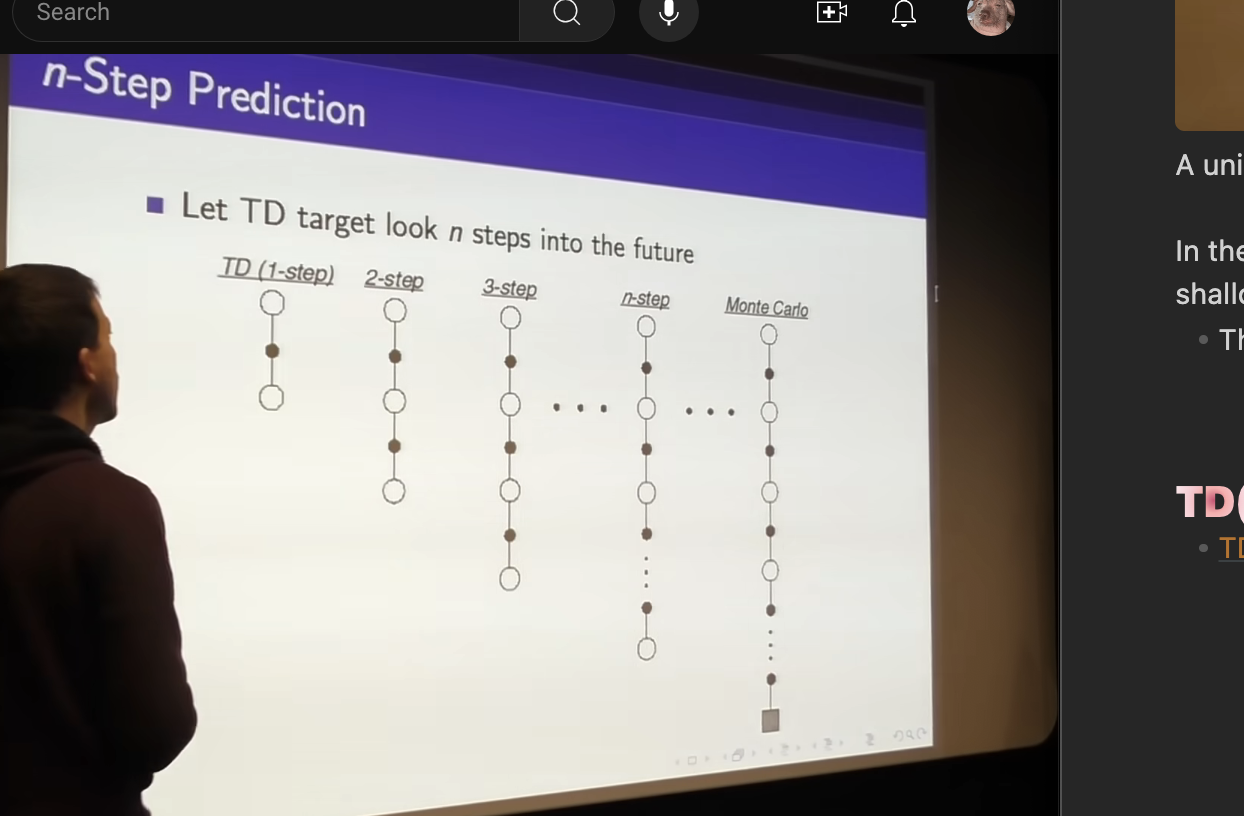 Search
n-Step Prediction
Let TD target look n steps into the future
TD (1-step) 2-step 3-step n-step Monte Carlo
A uni
In the
shallo
Th
TD(
TD